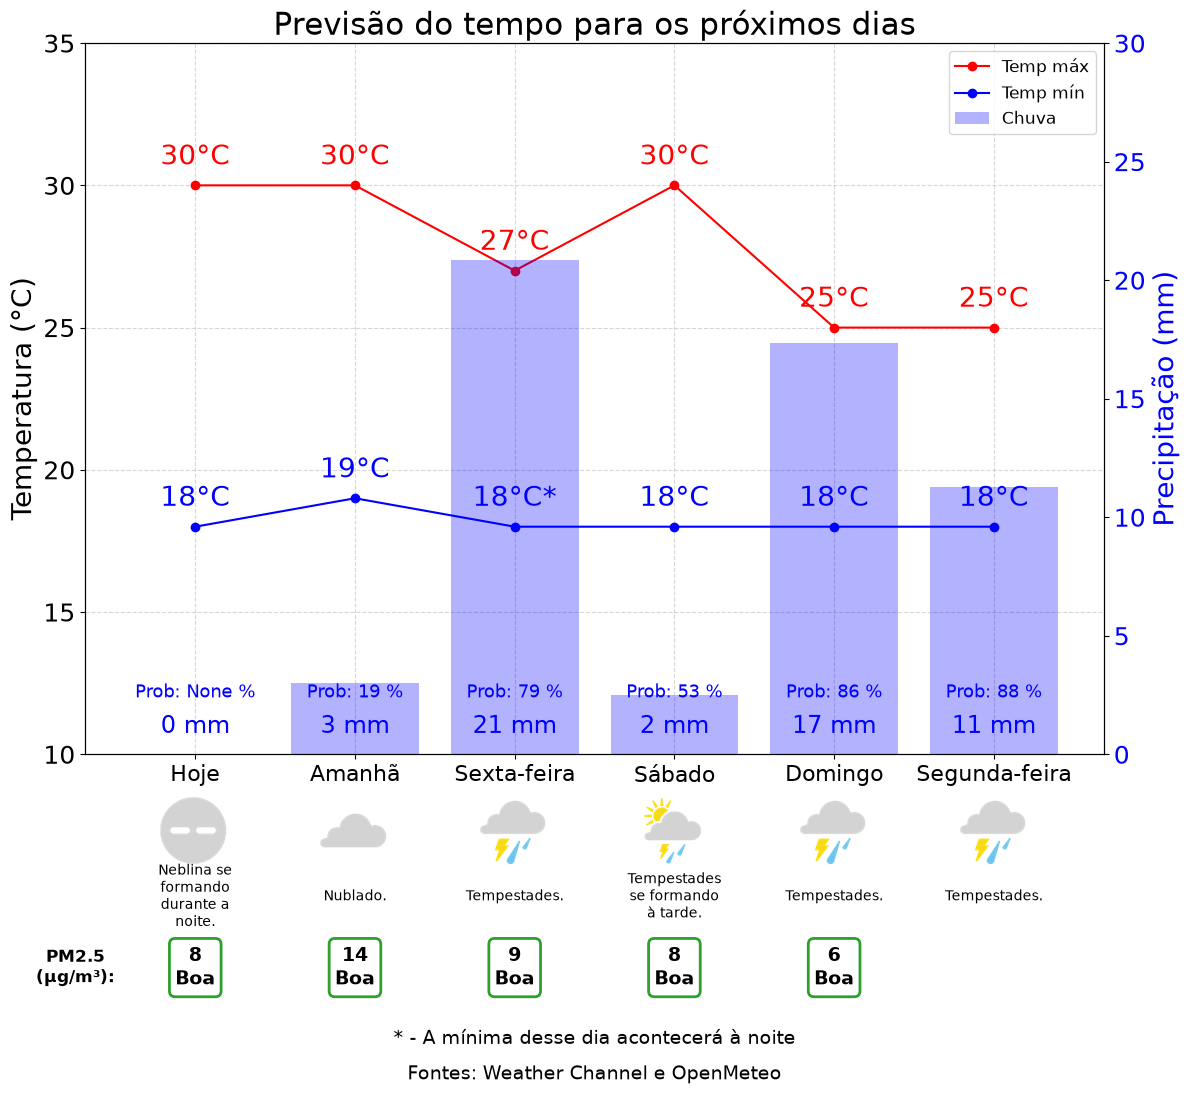 Previsão do tempo para os próximos dias
35
30
25
20
15
10
Temperatura (°C)
30
25
20
15
10
5
0
Precipitação (mm)
Temp máx
Temp mín
Chuva
30°C
30°C
27°C
30°C
25°C
25°C
18°C
19°C
18°C*
18°C
18°C
18°C
Prob: None %
Prob: 19 %
Prob: 79 %
Prob: 53 %
Prob: 86 %
Prob: 88 %
0 mm
3 mm
21 mm
2 mm
17 mm
11 mm
Hoje
Amanhã
Sexta-feira
Sábado
Domingo
Segunda-feira
Neblina se
formando
durante a
noite.
Nublado.
Tempestades.
Tempestades
se formando
à tarde.
Tempestades.
Tempestades.
PM2.5
(µg/m³):
8
Boa
14
Boa
9
Boa
8
Boa
6
Boa
* - A mínima desse dia acontecerá à noite
Fontes: Weather Channel e OpenMeteo